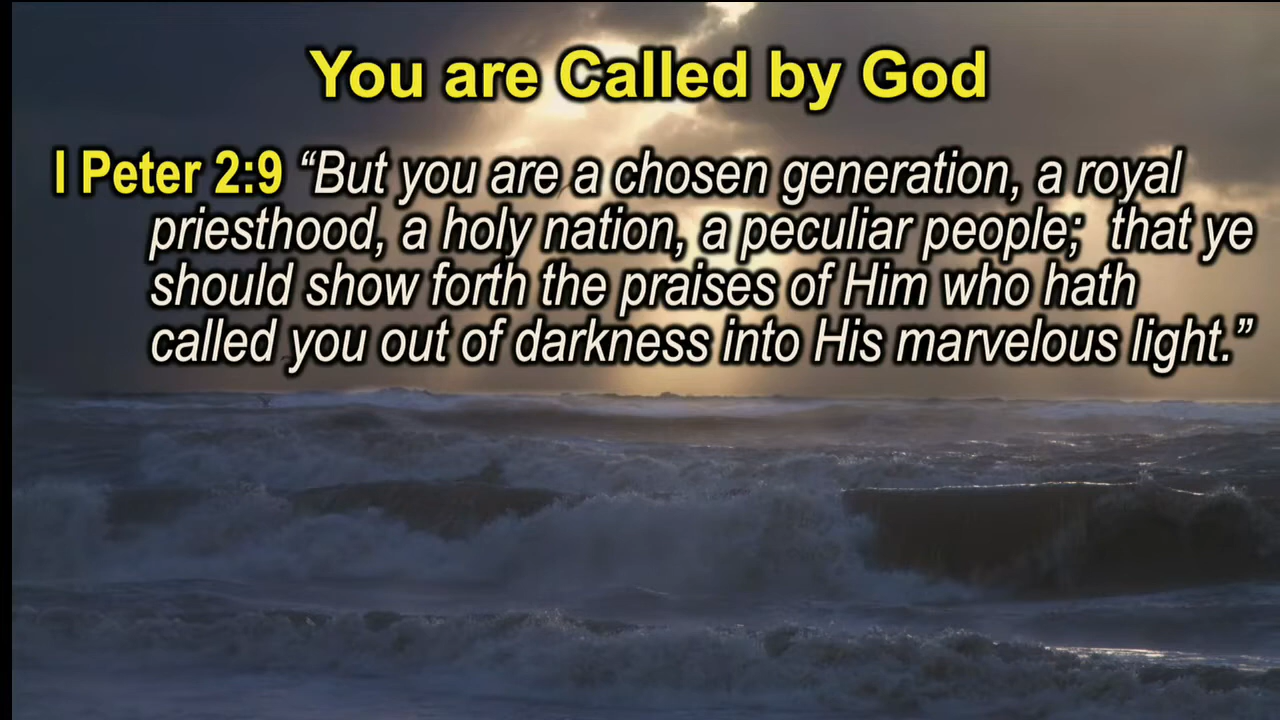 You are Called by God
I Peter 2:9 “But you are a chosen generation, a royal
priesthood, a holy nation, a peculiar people;  that ye
should show forth the praises of Him who hath
called you out of darkness into His marvelous light.”